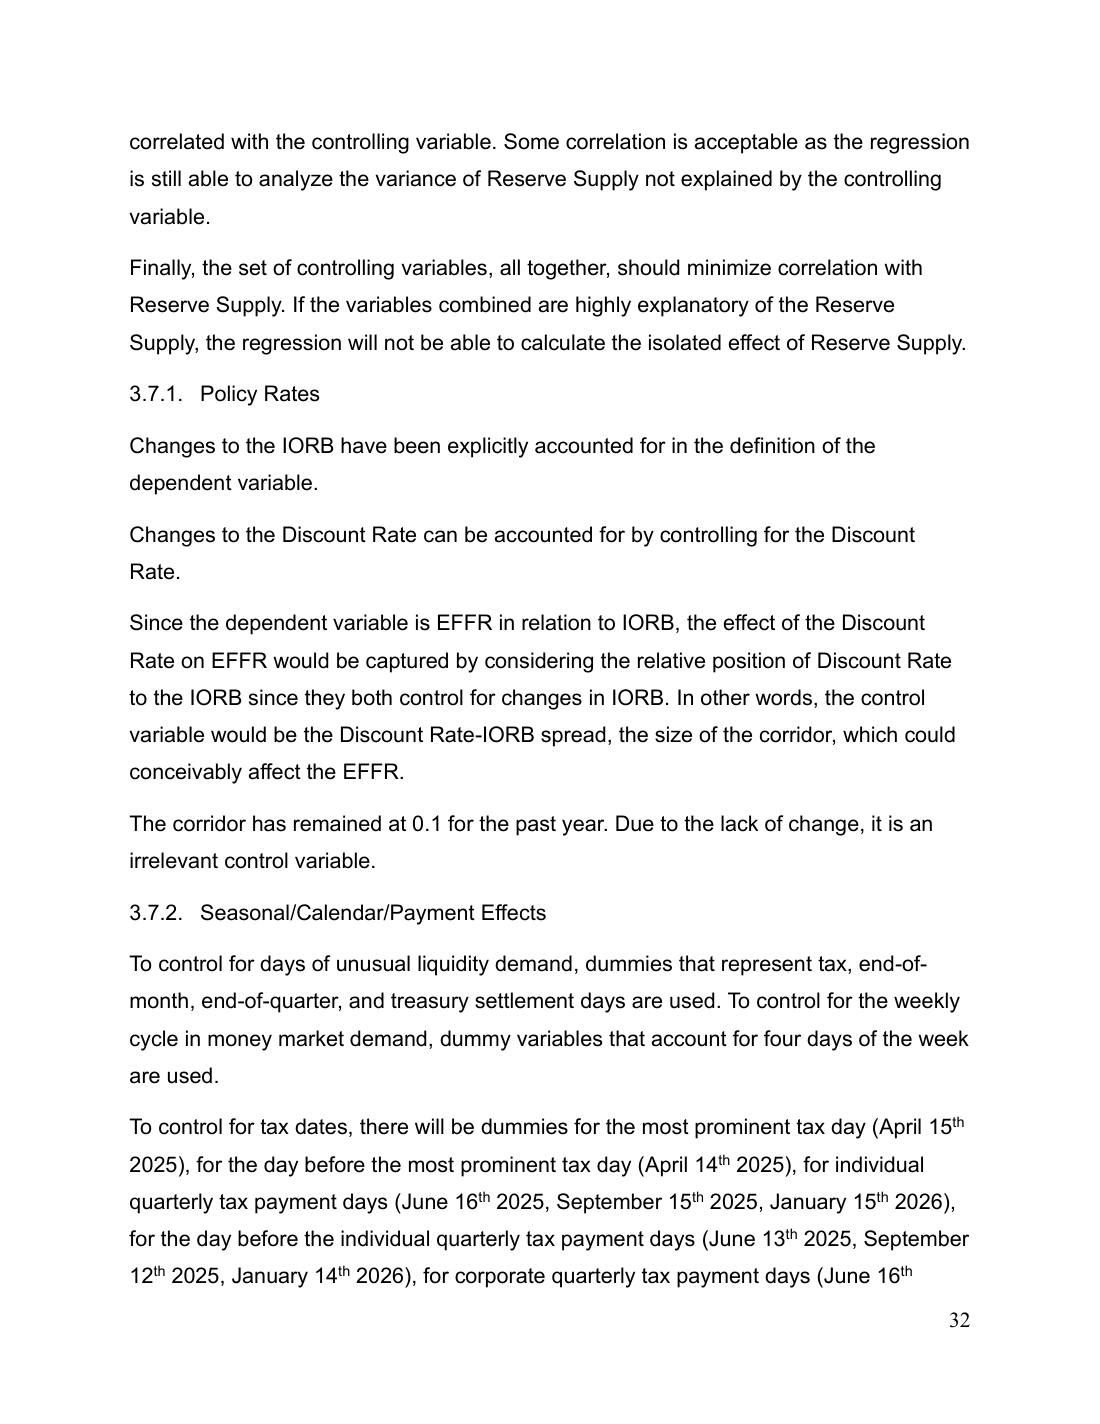 correlated with the controlling variable. Some correlation is acceptable as the regression
is still able to analyze the variance of Reserve Supply not explained by the controlling
variable.
Finally, the set of controlling variables, all together, should minimize correlation with
Reserve Supply. If the variables combined are highly explanatory of the Reserve
Supply, the regression will not be able to calculate the isolated effect of Reserve Supply.
3.7.1. Policy Rates
Changes to the IORB have been explicitly accounted for in the definition of the
dependent variable.
Changes to the Discount Rate can be accounted for by controlling for the Discount
Rate.
Since the dependent variable is EFFR in relation to IORB, the effect of the Discount
Rate on EFFR would be captured by considering the relative position of Discount Rate
to the IORB since they both control for changes in IORB. In other words, the control
variable would be the Discount Rate-IORB spread, the size of the corridor, which could
conceivably affect the EFFR.
The corridor has remained at 0.1 for the past year. Due to the lack of change, it is an
irrelevant control variable.
3.7.2. Seasonal/Calendar/Payment Effects
To control for days of unusual liquidity demand, dummies that represent tax, end-of-
month, end-of-quarter, and treasury settlement days are used. To control for the weekly
cycle in money market demand, dummy variables that account for four days of the week
are used.
To control for tax dates, there will be dummies for the most prominent tax day (April 15th
2025), for the day before the most prominent tax day (April 14th 2025), for individual
quarterly tax payment days (June 16th 2025, September 15th 2025, January 15th 2026),
for the day before the individual quarterly tax payment days (June 13th 2025, September
12th 2025, January 14th 2026), for corporate quarterly tax payment days (June 16th
32